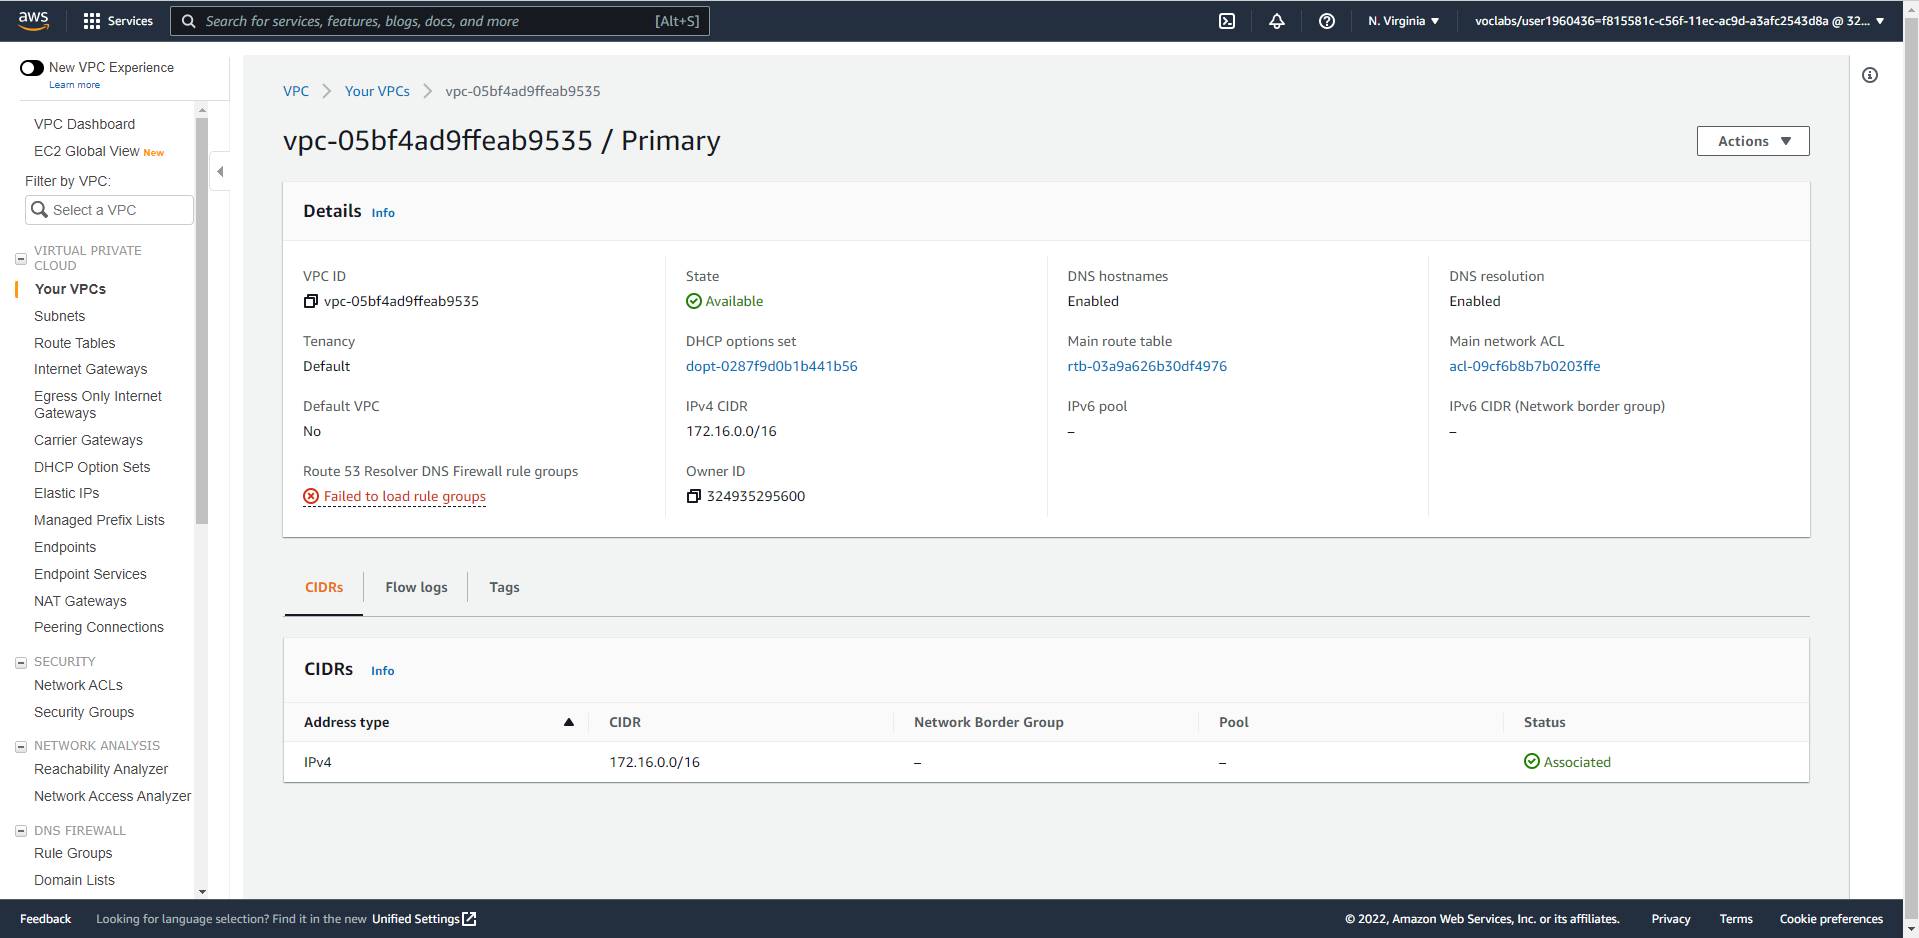 aws
Services
Search for services, features, blogs, docs, and more
[Alt+S]
N. Virginia
voclabs/user1960436=f815581c-c56f-11ec-ac9d-a3afc2543d8a @ 32...
New VPC Experience
Learn more
VPC Dashboard
EC2 Global View New
Filter by VPC:
Select a VPC
VIRTUAL PRIVATE
CLOUD
Your VPCs
Subnets
Route Tables
Internet Gateways
Egress Only Internet
Gateways
Carrier Gateways
DHCP Option Sets
Elastic IPs
Managed Prefix Lists
Endpoints
Endpoint Services
NAT Gateways
Peering Connections
SECURITY
Network ACLs
Security Groups
NETWORK ANALYSIS
Reachability Analyzer
Network Access Analyzer
DNS FIREWALL
Rule Groups
Domain Lists
VPC
Your VPCs
vpc-05bf4ad9ffeab9535
vpc-05bf4ad9ffeab9535 / Primary
Actions
Details Info
VPC ID
vpc-05bf4ad9ffeab9535
State
Available
DNS hostnames
Enabled
DNS resolution
Enabled
Tenancy
Default
DHCP options set
dopt-0287f9d0b1b441b56
Main route table
rtb-03a9a626b30df4976
Main network ACL
acl-09cf6b8b7b0203ffe
Default VPC
No
IPv4 CIDR
172.16.0.0/16
IPv6 pool
–
IPv6 CIDR (Network border group)
–
Route 53 Resolver DNS Firewall rule groups
Failed to load rule groups
Owner ID
324935295600
CIDRs
Flow logs
Tags
CIDRs Info
Address type
CIDR
Network Border Group
Pool
Status
IPv4
172.16.0.0/16
–
–
Associated
Feedback
Looking for language selection? Find it in the new Unified Settings
© 2022, Amazon Web Services, Inc. or its affiliates.
Privacy
Terms
Cookie preferences